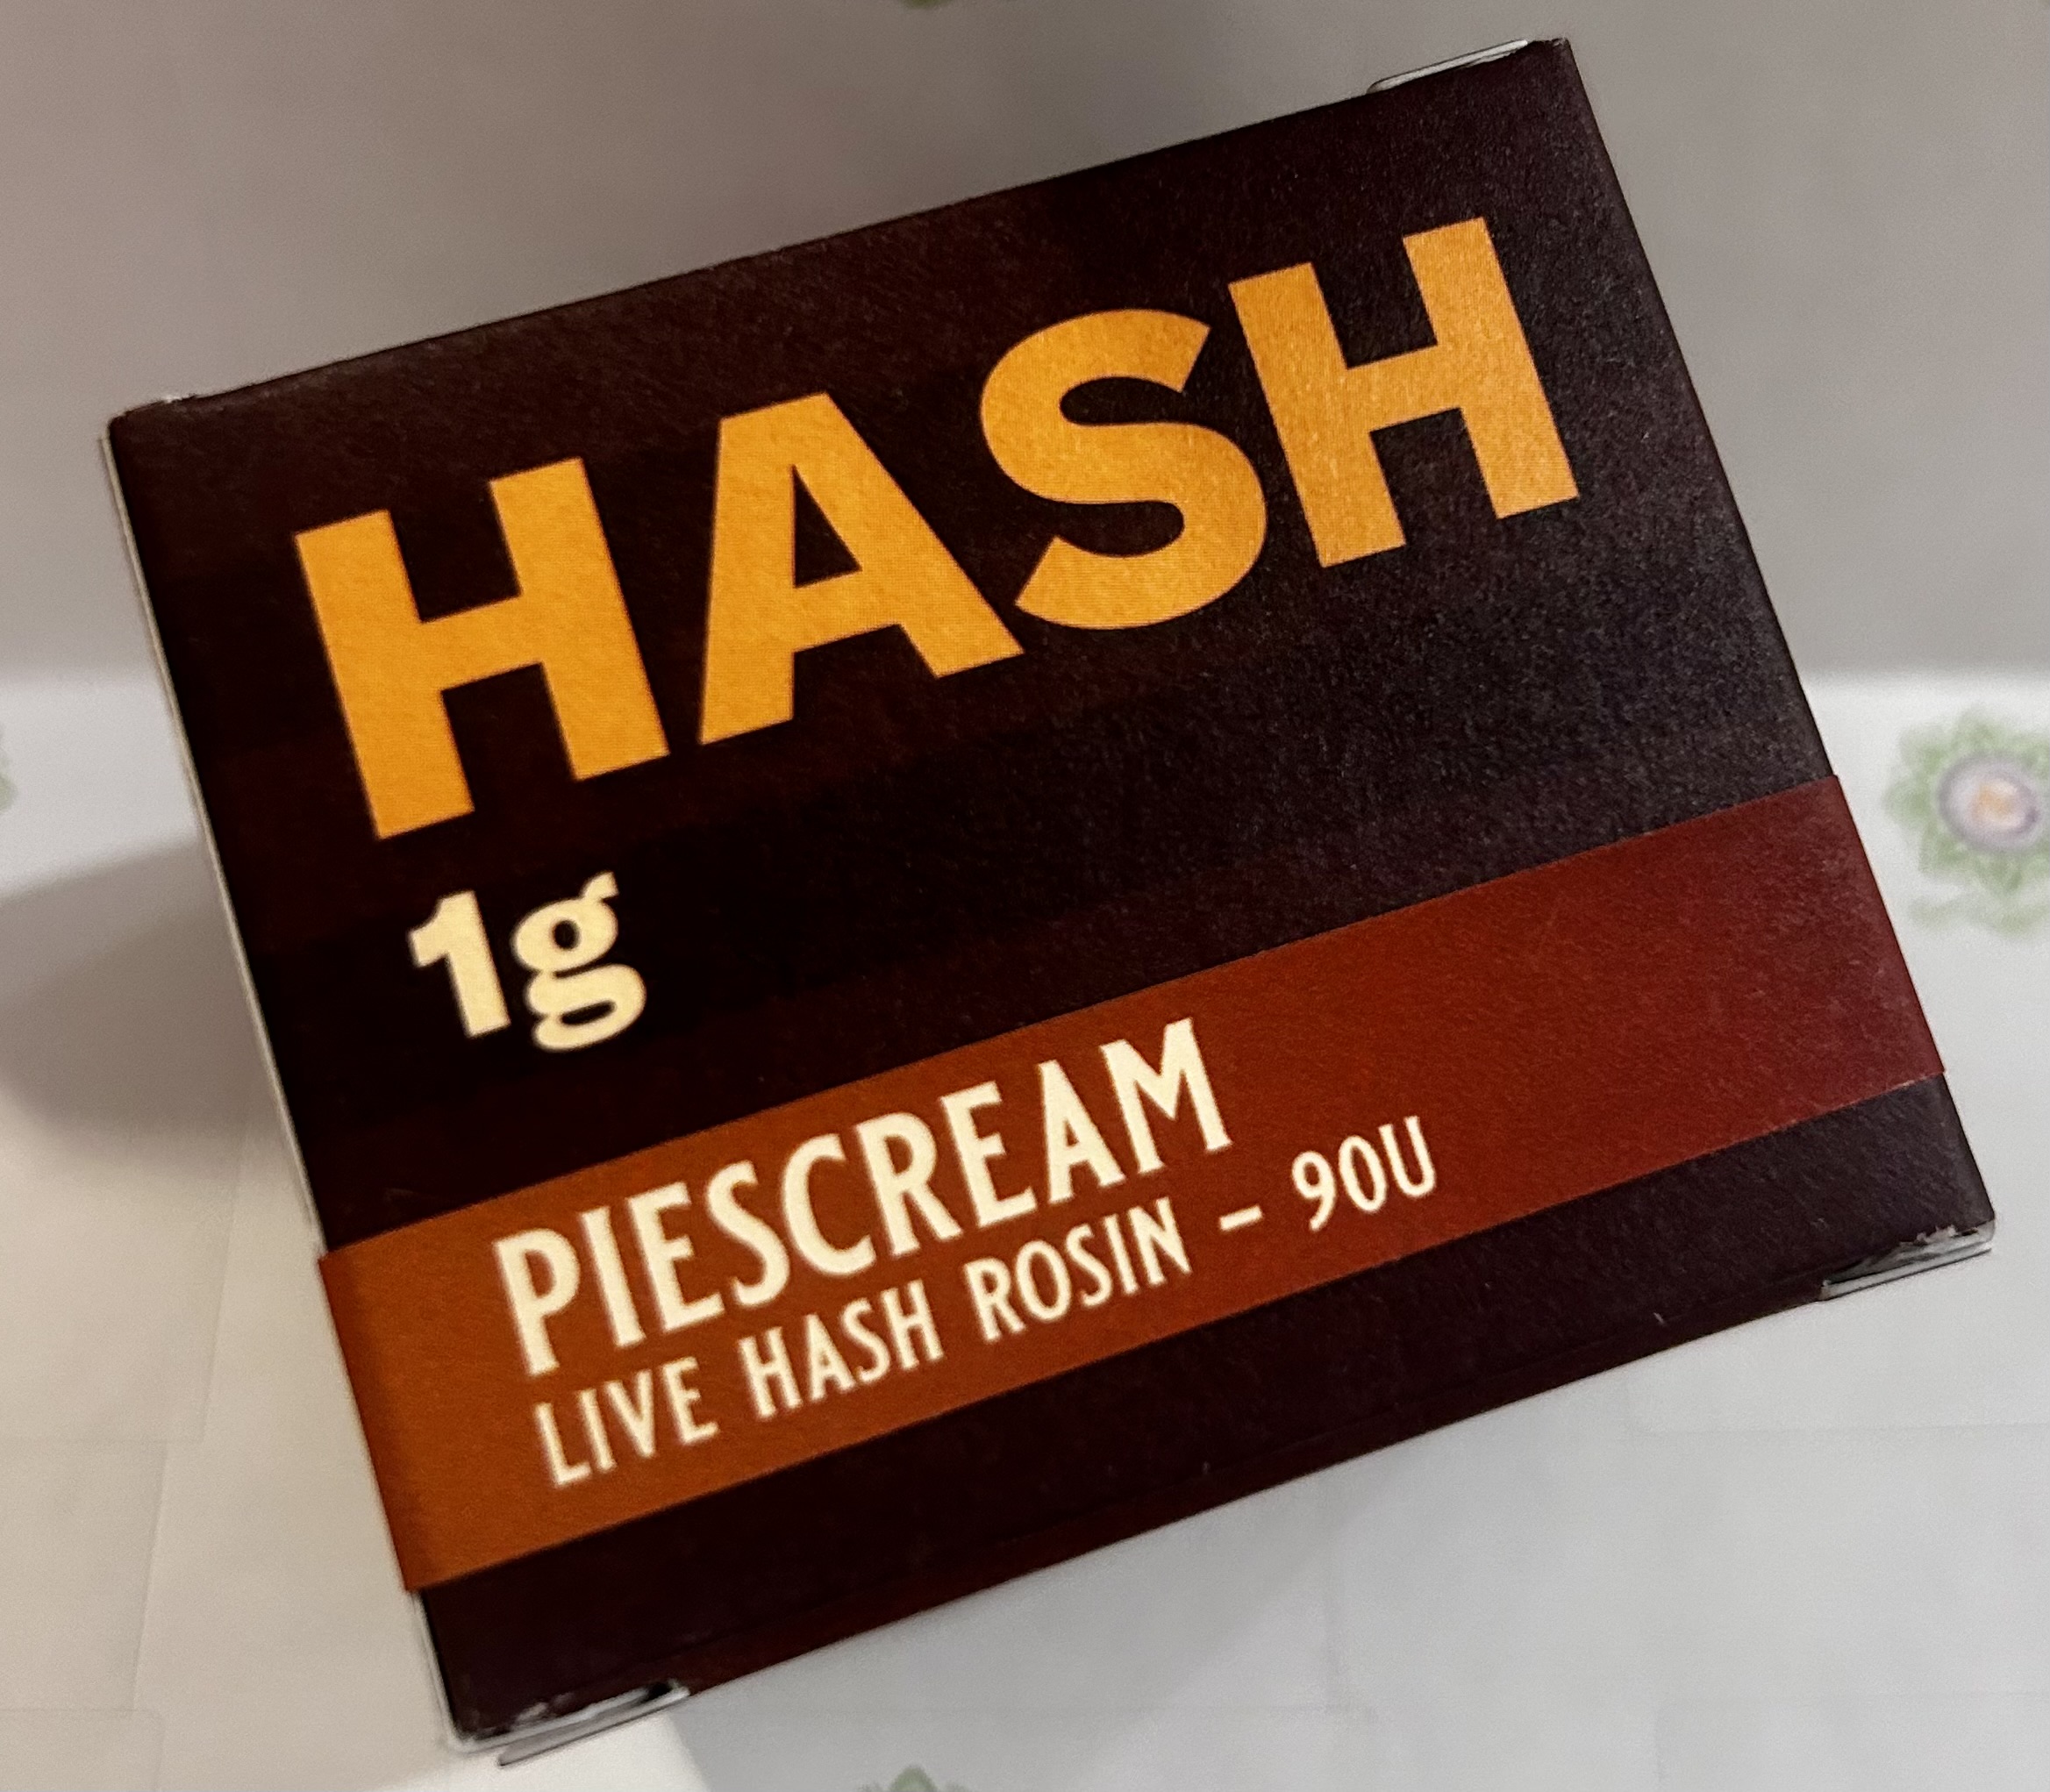 HASH
1g
PIESCREAM
LIVE HASH ROSIN – 90U